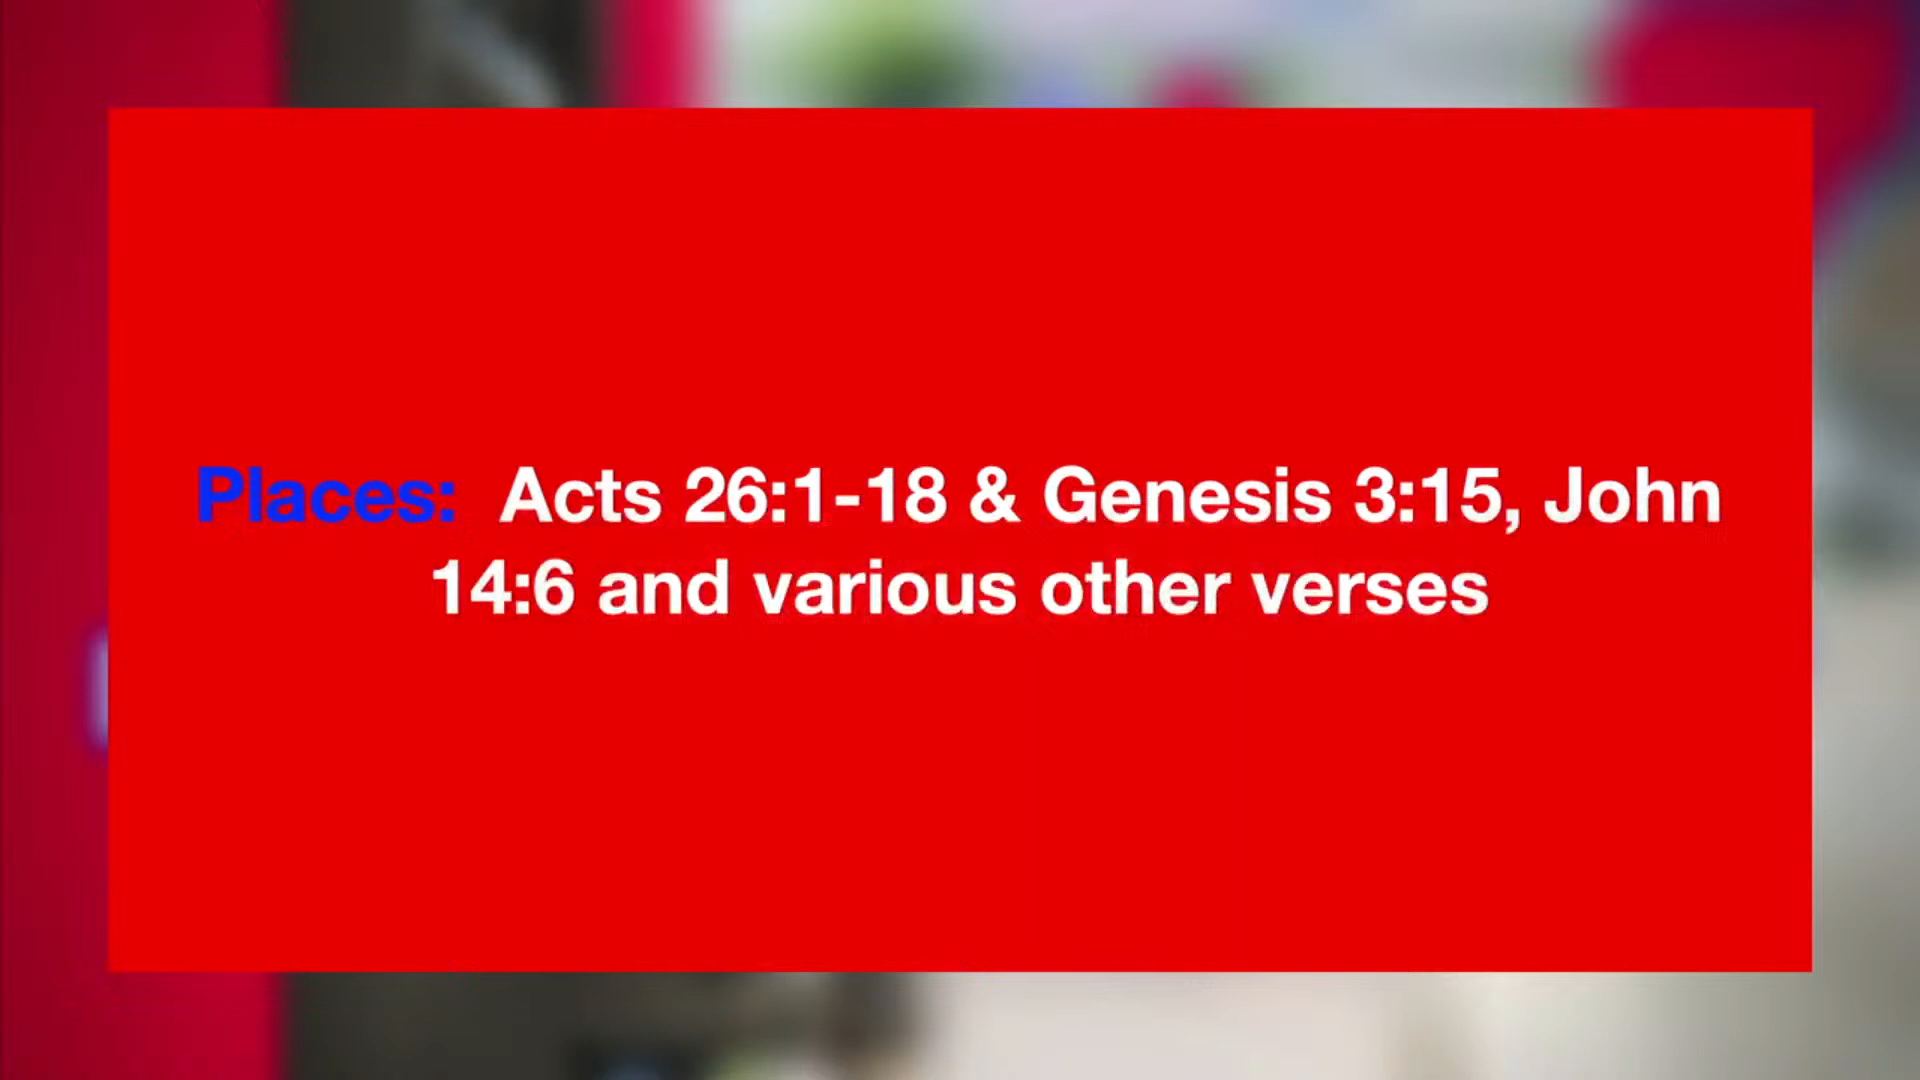 Places: Acts 26:1-18 & Genesis 3:15, John
14:6 and various other verses